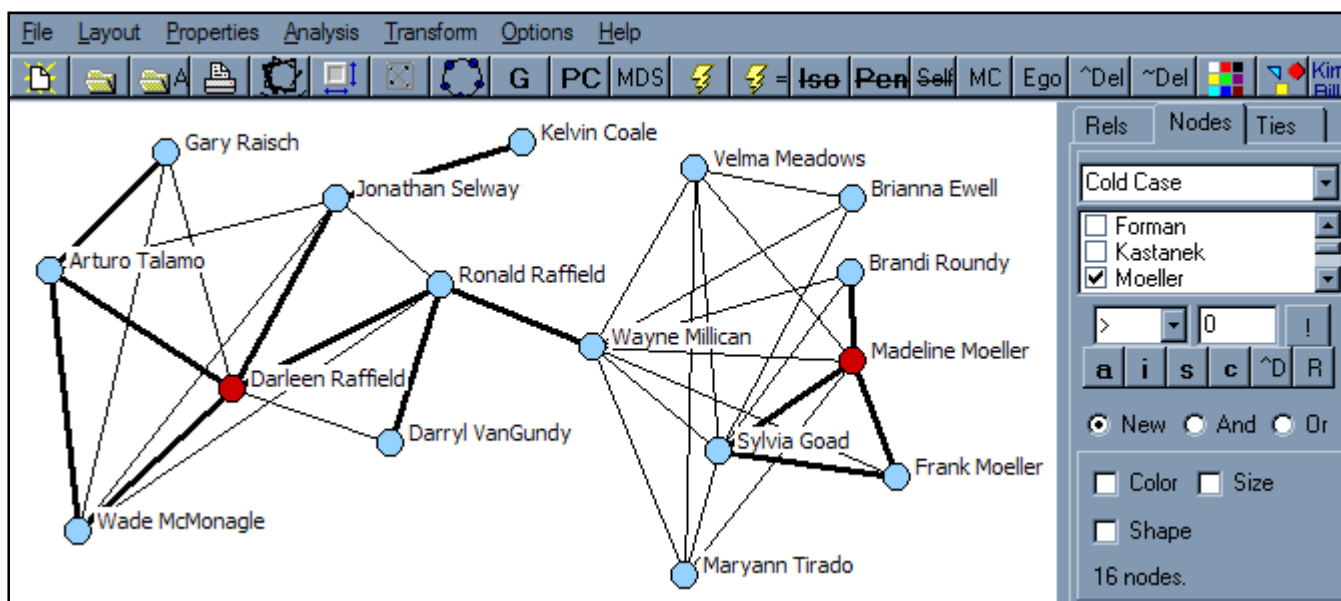 File Layout Properties Analysis Transform Options Help
A G PC MDS = Iso Pen Self MC Ego ^Del ~Del
Rels Nodes Ties
Cold Case
Forman
Kastanek
Moeller
> 0 !
a i s c ^D R
New And Or
Color Size
Shape
16 nodes.
Kelvin Coale
Gary Raisch
Velma Meadows
Jonathan Selway
Brianna Ewell
Arturo Talamo
Brandi Roundy
Ronald Raffield
Wayne Millican
Madeline Moeller
Darleen Raffield
Darryl VanGundy
Sylvia Goad
Frank Moeller
Wade McMonagle
Maryann Tirado